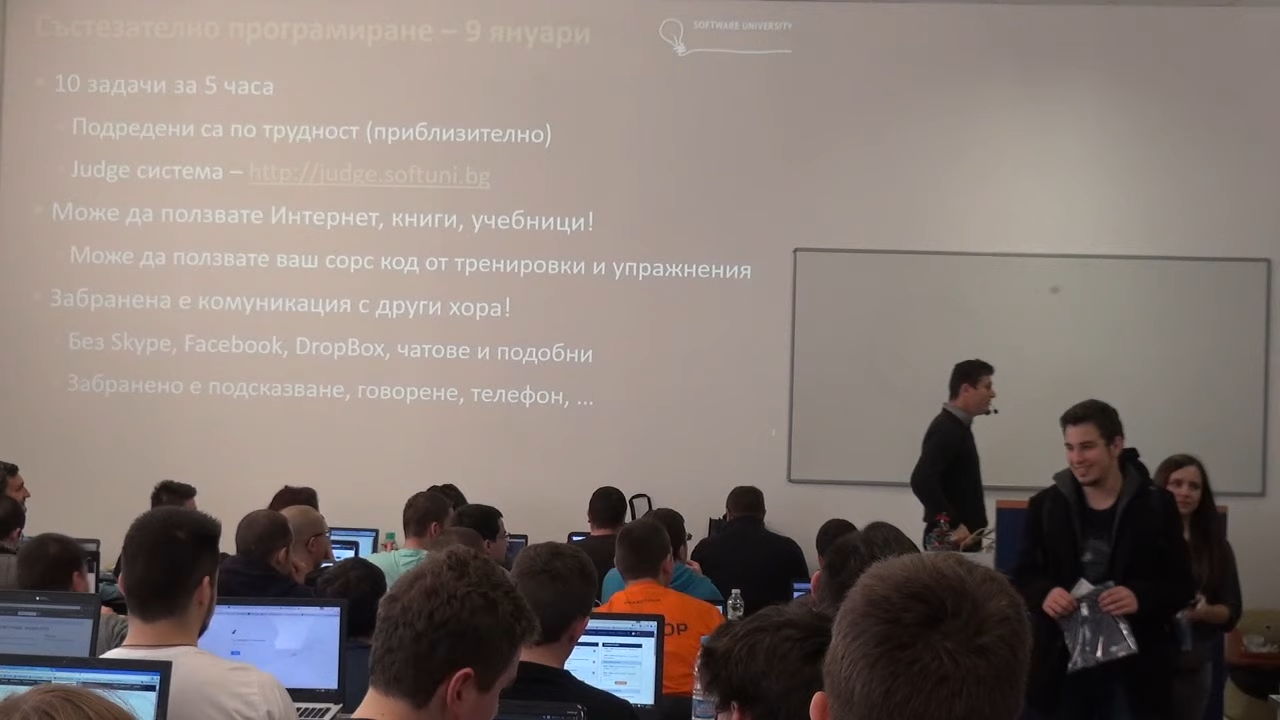 Състезателно програмиране – 9 януари
SOFTWARE UNIVERSITY
10 задачи за 5 часа
Подредени са по трудност (приблизително)
Judge система – http://judge.softuni.bg
Може да ползвате Интернет, книги, учебници!
Може да ползвате ваш сорс код от тренировки и упражнения
Забранена е комуникация с други хора!
Без Skype, Facebook, DropBox, чатове и подобни
Забранено е подсказване, говорене, телефон, ...